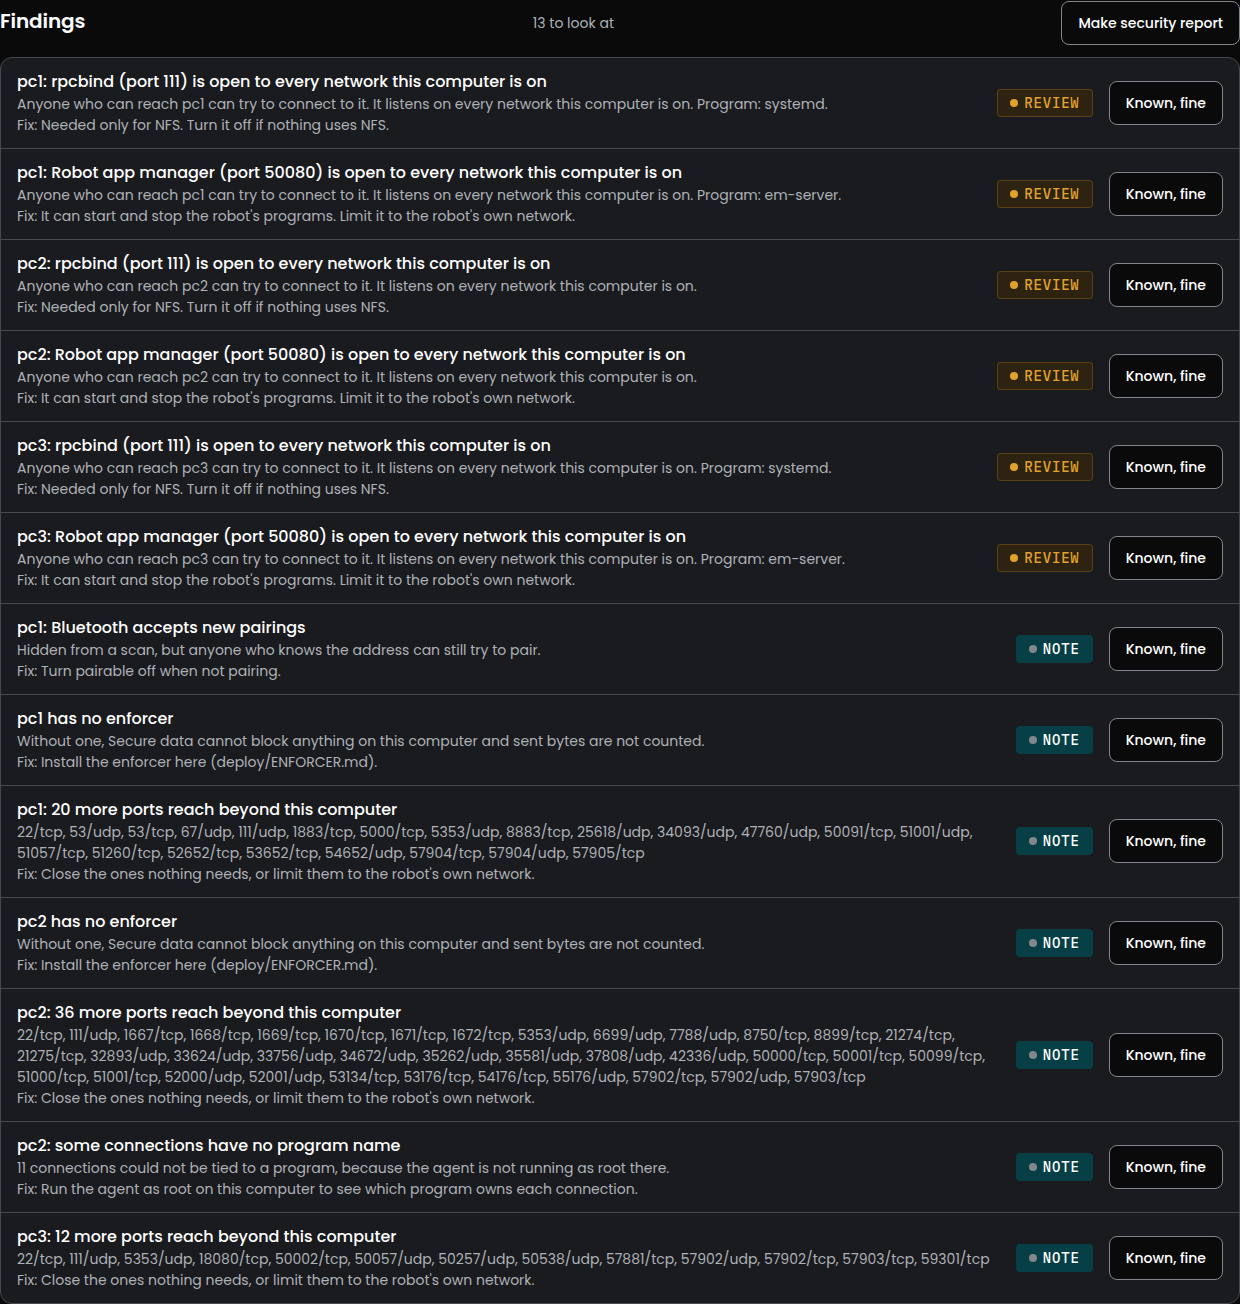 Findings
13 to look at
Make security report
pc1: rpcbind (port 111) is open to every network this computer is on
Anyone who can reach pc1 can try to connect to it. It listens on every network this computer is on. Program: systemd.
Fix: Needed only for NFS. Turn it off if nothing uses NFS.
REVIEW
Known, fine
pc1: Robot app manager (port 50080) is open to every network this computer is on
Anyone who can reach pc1 can try to connect to it. It listens on every network this computer is on. Program: em-server.
Fix: It can start and stop the robot's programs. Limit it to the robot's own network.
REVIEW
Known, fine
pc2: rpcbind (port 111) is open to every network this computer is on
Anyone who can reach pc2 can try to connect to it. It listens on every network this computer is on.
Fix: Needed only for NFS. Turn it off if nothing uses NFS.
REVIEW
Known, fine
pc2: Robot app manager (port 50080) is open to every network this computer is on
Anyone who can reach pc2 can try to connect to it. It listens on every network this computer is on.
Fix: It can start and stop the robot's programs. Limit it to the robot's own network.
REVIEW
Known, fine
pc3: rpcbind (port 111) is open to every network this computer is on
Anyone who can reach pc3 can try to connect to it. It listens on every network this computer is on. Program: systemd.
Fix: Needed only for NFS. Turn it off if nothing uses NFS.
REVIEW
Known, fine
pc3: Robot app manager (port 50080) is open to every network this computer is on
Anyone who can reach pc3 can try to connect to it. It listens on every network this computer is on. Program: em-server.
Fix: It can start and stop the robot's programs. Limit it to the robot's own network.
REVIEW
Known, fine
pc1: Bluetooth accepts new pairings
Hidden from a scan, but anyone who knows the address can still try to pair.
Fix: Turn pairable off when not pairing.
NOTE
Known, fine
pc1 has no enforcer
Without one, Secure data cannot block anything on this computer and sent bytes are not counted.
Fix: Install the enforcer here (deploy/ENFORCER.md).
NOTE
Known, fine
pc1: 20 more ports reach beyond this computer
22/tcp, 53/udp, 53/tcp, 67/udp, 111/udp, 1883/tcp, 5000/tcp, 5353/udp, 8883/tcp, 25618/udp, 34093/udp, 47760/udp, 50091/tcp, 51001/udp,
51057/tcp, 51260/tcp, 52652/tcp, 53652/tcp, 54652/udp, 57904/tcp, 57904/udp, 57905/tcp
Fix: Close the ones nothing needs, or limit them to the robot's own network.
NOTE
Known, fine
pc2 has no enforcer
Without one, Secure data cannot block anything on this computer and sent bytes are not counted.
Fix: Install the enforcer here (deploy/ENFORCER.md).
NOTE
Known, fine
pc2: 36 more ports reach beyond this computer
22/tcp, 111/udp, 1667/tcp, 1668/tcp, 1669/tcp, 1670/tcp, 1671/tcp, 1672/tcp, 5353/udp, 6699/udp, 7788/udp, 8750/tcp, 8899/tcp, 21274/tcp,
21275/tcp, 32893/udp, 33624/udp, 33756/udp, 34672/udp, 35262/udp, 35581/udp, 37808/udp, 42336/udp, 50000/tcp, 50001/tcp, 50099/tcp,
51000/tcp, 51001/tcp, 52000/udp, 52001/udp, 53134/tcp, 53176/tcp, 54176/tcp, 55176/udp, 57902/tcp, 57902/udp, 57903/tcp
Fix: Close the ones nothing needs, or limit them to the robot's own network.
NOTE
Known, fine
pc2: some connections have no program name
11 connections could not be tied to a program, because the agent is not running as root there.
Fix: Run the agent as root on this computer to see which program owns each connection.
NOTE
Known, fine
pc3: 12 more ports reach beyond this computer
22/tcp, 111/udp, 5353/udp, 18080/tcp, 50002/tcp, 50057/udp, 50257/udp, 50538/udp, 57881/tcp, 57902/udp, 57902/tcp, 57903/tcp, 59301/tcp
Fix: Close the ones nothing needs, or limit them to the robot's own network.
NOTE
Known, fine